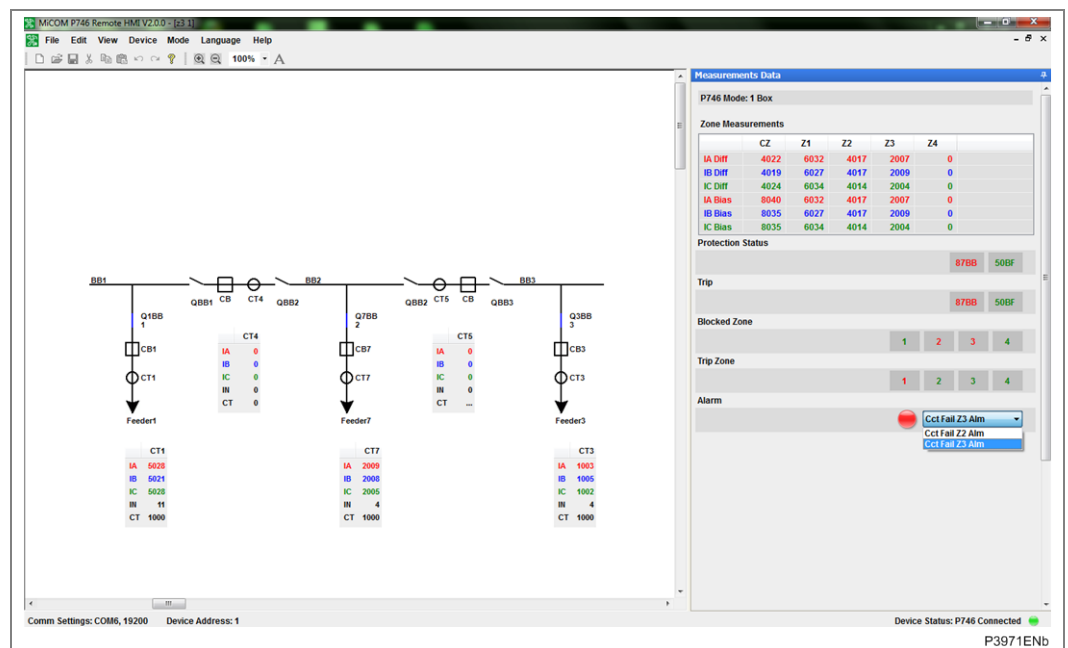 MiCOM P746 Remote HMI V2.0.0 - [z3 1]
File Edit View Device Mode Language Help
100% A
Measurements Data
P746 Mode: 1 Box
Zone Measurements
CZ Z1 Z2 Z3 Z4
IA Diff 4022 6032 4017 2007 0
IB Diff 4019 6027 4017 2009 0
IC Diff 4024 6034 4014 2004 0
IA Bias 8040 6032 4017 2007 0
IB Bias 8035 6027 4017 2009 0
IC Bias 8035 6034 4014 2004 0
Protection Status
87BB 50BF
Trip
87BB 50BF
Blocked Zone
1 2 3 4
Trip Zone
1 2 3 4
Alarm
Cct Fail Z3 Alm
Cct Fail Z2 Alm
Cct Fail Z3 Alm
BB1 BB2 BB3
QBB1 CB CT4 QBB2 QBB2 CT5 CB QBB3
Q1BB Q7BB Q3BB
1 2 3
CB1 CB7 CB3
CT1 CT7 CT3
Feeder1 Feeder7 Feeder3
CT4
IA 0
IB 0
IC 0
IN 0
CT 0
CT5
IA 0
IB 0
IC 0
IN 0
CT ...
CT1
IA 5028
IB 5021
IC 5028
IN 11
CT 1000
CT7
IA 2009
IB 2008
IC 2005
IN 4
CT 1000
CT3
IA 1003
IB 1005
IC 1002
IN 4
CT 1000
Comm Settings: COM6, 19200 Device Address: 1 Device Status: P746 Connected
P3971ENb